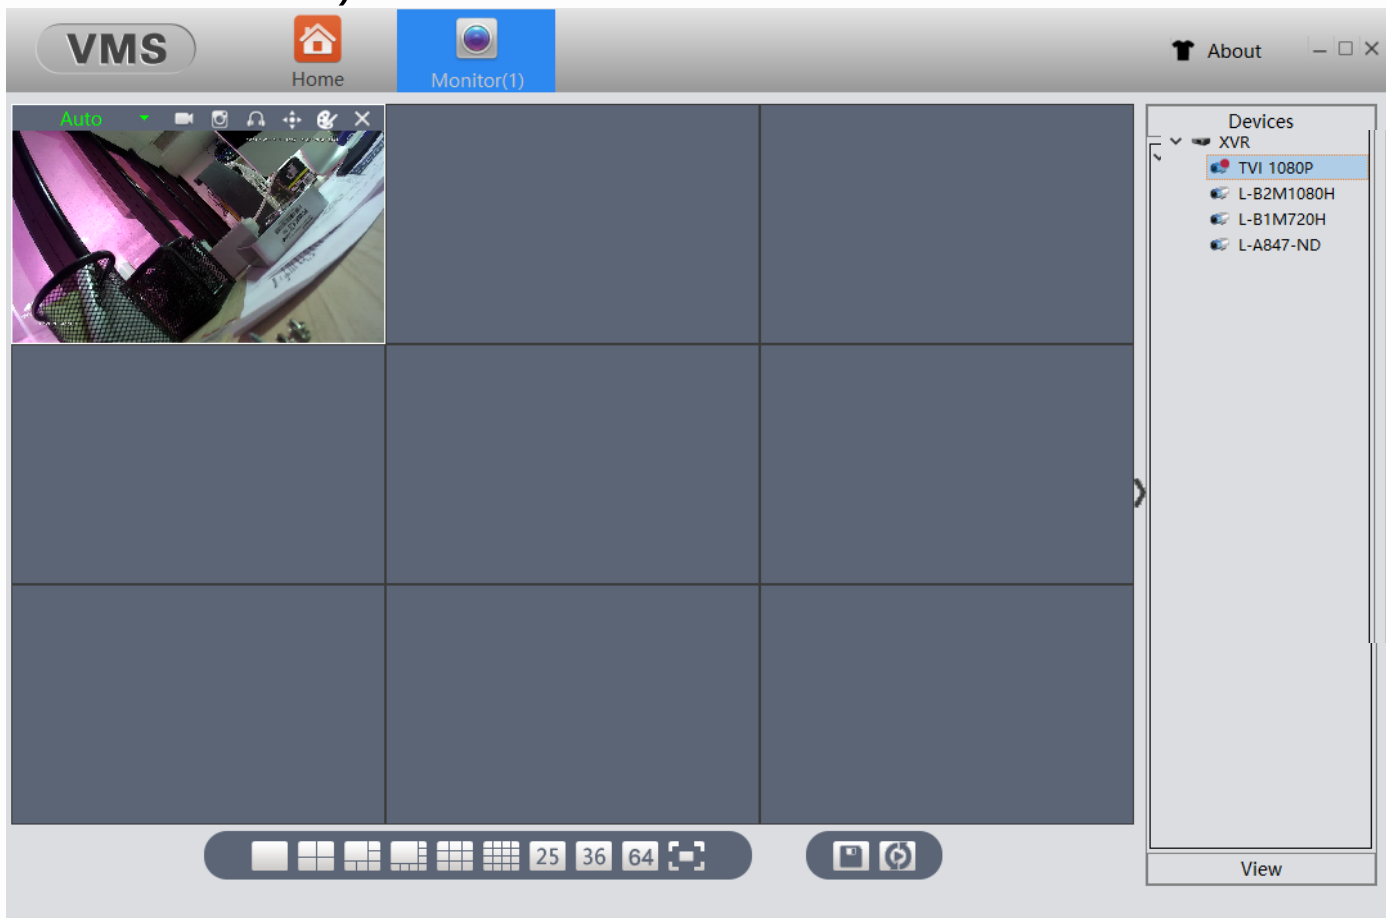 VMS
Home
Monitor(1)
About
Auto
Devices
XVR
TVI 1080P
L-B2M1080H
L-B1M720H
L-A847-ND
25 36 64
View